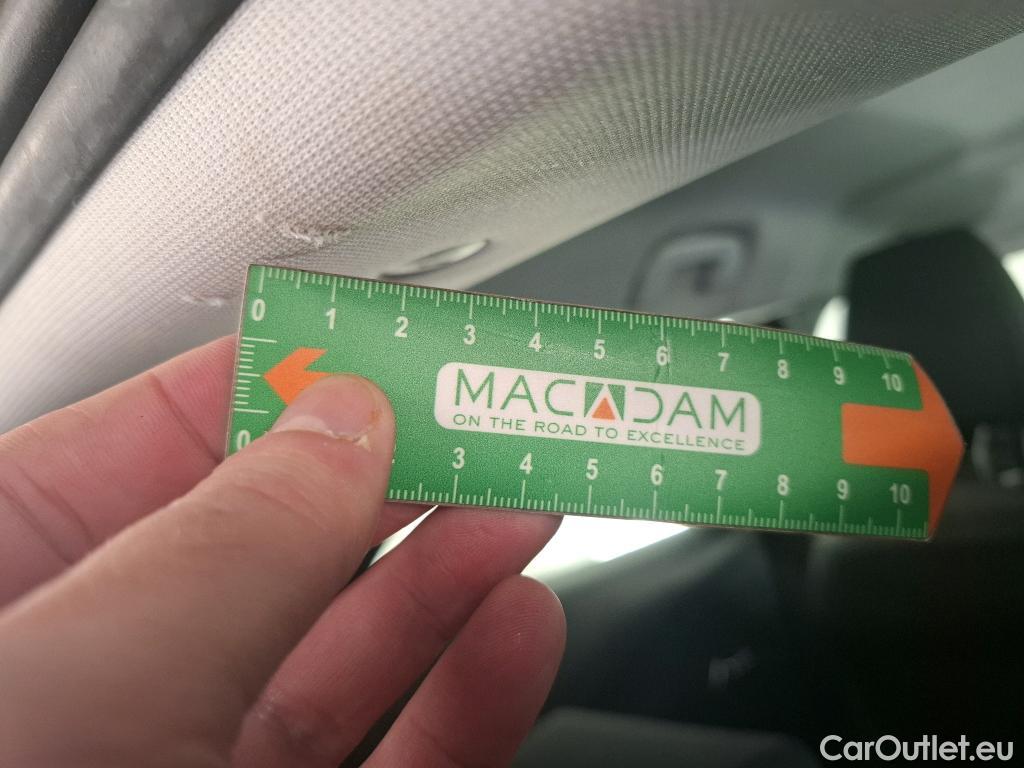 0 1 2 3 4 5 6 7 8 9 10
MACADAM
ON THE ROAD TO EXCELLENCE
0 3 4 5 6 7 8 9 10
CarOutlet.eu